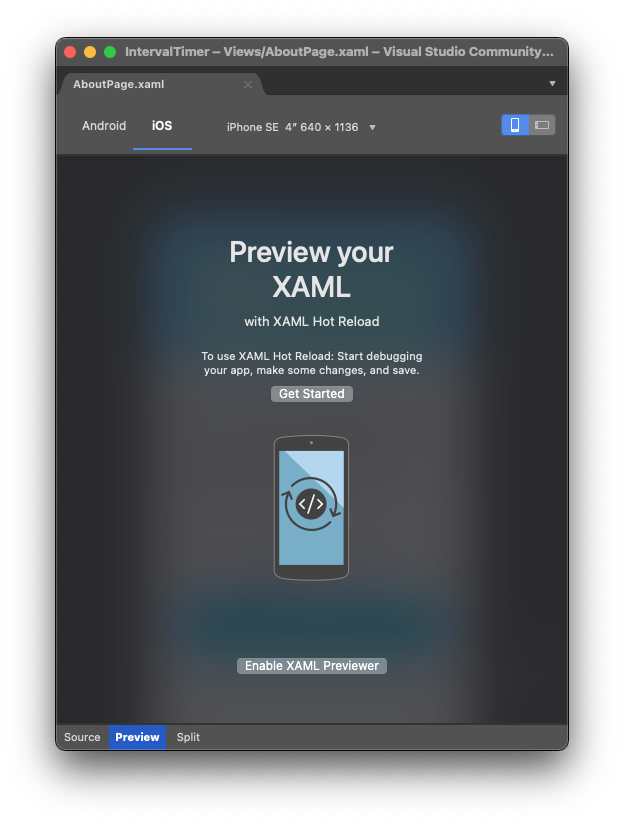 IntervalTimer – Views/AboutPage.xaml – Visual Studio Community...
AboutPage.xaml
Android iOS iPhone SE 4" 640 × 1136
Preview your
XAML
with XAML Hot Reload
To use XAML Hot Reload: Start debugging
your app, make some changes, and save.
Get Started
</>
Enable XAML Previewer
Source Preview Split